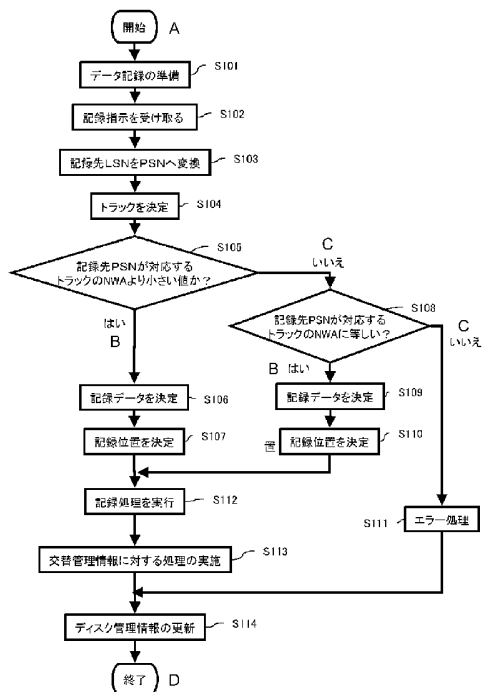 開始 A
データ記録の準備 S101
記録指示を受け取る S102
記録先LSNをPSNへ変換 S103
トラックを決定 S104
記録先PSNが対応する
トラックのNWAより小さい値か？ S105
C
いいえ
はい
B
記録先PSNが対応する
トラックのNWAに等しい？ S108
C
いいえ
B はい
記録データを決定 S106
記録データを決定 S109
記録位置を決定 S107
置
記録位置を決定 S110
記録処理を実行 S112
S111 エラー処理
交替管理情報に対する処理の実施 S113
ディスク管理情報の更新 S114
終了 D